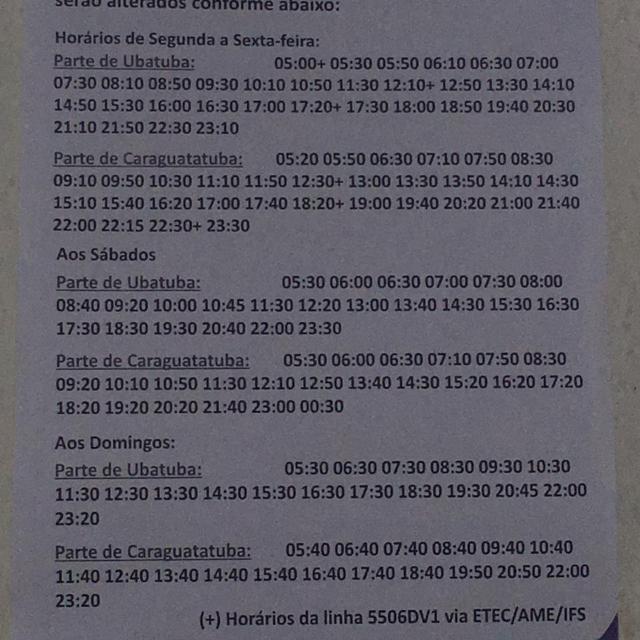 serão alterados conforme abaixo:
Horários de Segunda a Sexta-feira:
Parte de Ubatuba: 05:00+ 05:30 05:50 06:10 06:30 07:00
07:30 08:10 08:50 09:30 10:10 10:50 11:30 12:10+ 12:50 13:30 14:10
14:50 15:30 16:00 16:30 17:00 17:20+ 17:30 18:00 18:50 19:40 20:30
21:10 21:50 22:30 23:10
Parte de Caraguatatuba: 05:20 05:50 06:30 07:10 07:50 08:30
09:10 09:50 10:30 11:10 11:50 12:30+ 13:00 13:30 13:50 14:10 14:30
15:10 15:40 16:20 17:00 17:40 18:20+ 19:00 19:40 20:20 21:00 21:40
22:00 22:15 22:30+ 23:30
Aos Sábados
Parte de Ubatuba: 05:30 06:00 06:30 07:00 07:30 08:00
08:40 09:20 10:00 10:45 11:30 12:20 13:00 13:40 14:30 15:30 16:30
17:30 18:30 19:30 20:40 22:00 23:30
Parte de Caraguatatuba: 05:30 06:00 06:30 07:10 07:50 08:30
09:20 10:10 10:50 11:30 12:10 12:50 13:40 14:30 15:20 16:20 17:20
18:20 19:20 20:20 21:40 23:00 00:30
Aos Domingos:
Parte de Ubatuba: 05:30 06:30 07:30 08:30 09:30 10:30
11:30 12:30 13:30 14:30 15:30 16:30 17:30 18:30 19:30 20:45 22:00
23:20
Parte de Caraguatatuba: 05:40 06:40 07:40 08:40 09:40 10:40
11:40 12:40 13:40 14:40 15:40 16:40 17:40 18:40 19:50 20:50 22:00
23:20
(+) Horários da linha 5506DV1 via ETEC/AME/IFS